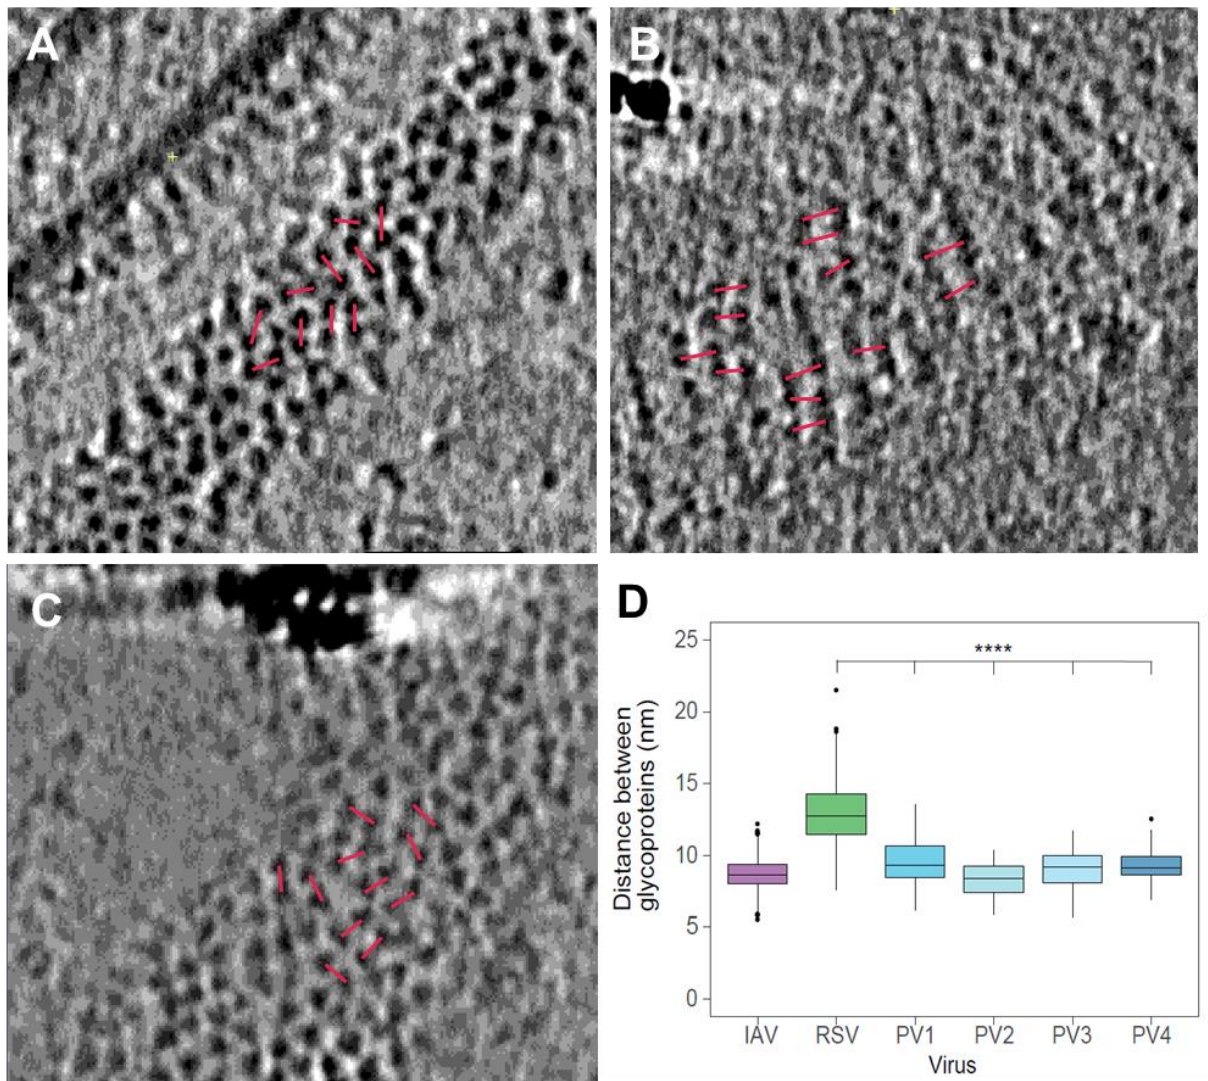 A
B
C
D
25
20
15
10
5
0
Distance between
glycoproteins (nm)
****
IAV RSV PV1 PV2 PV3 PV4
Virus